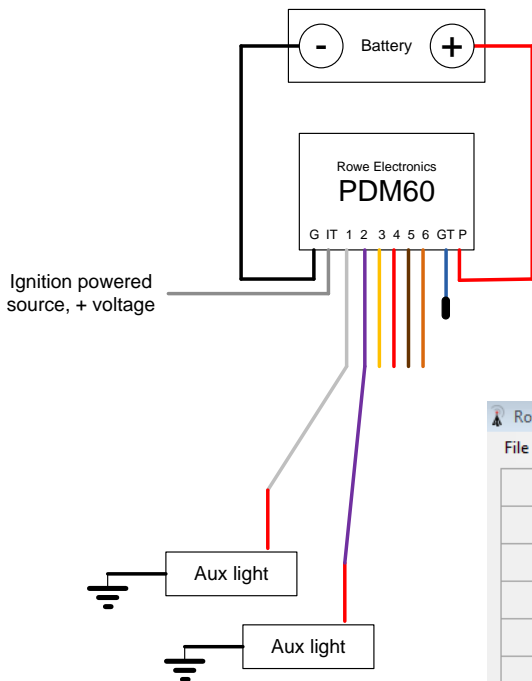 - Battery +
Rowe Electronics
PDM60
G IT 1 2 3 4 5 6 GT P
Ignition powered
source, + voltage
Ro
File
Aux light
Aux light